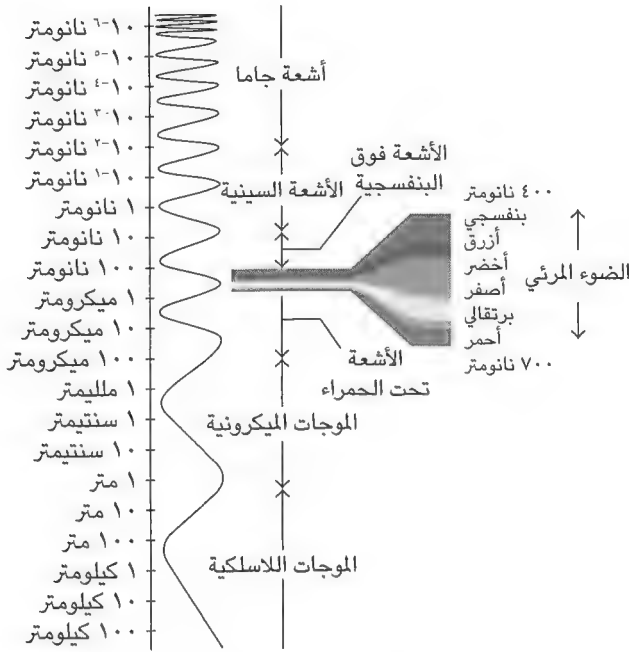 ١٠-٦ نانومتر
١٠-٥ نانومتر
١٠-٤ نانومتر
١٠-٣ نانومتر
١٠-٢ نانومتر
١٠-١ نانومتر
١ نانومتر
١٠ نانومتر
١٠٠ نانومتر
١ ميكرومتر
١٠ ميكرومتر
١٠٠ ميكرومتر
١ ملليمتر
١ سنتيمتر
١٠ سنتيمتر
١ متر
١٠ متر
١٠٠ متر
١ كيلومتر
١٠ كيلومتر
١٠٠ كيلومتر
أشعة جاما
الأشعة السينية
الأشعة فوق
البنفسجية
الأشعة
تحت الحمراء
الموجات الميكرونية
الموجات اللاسلكية
٤٠٠ نانومتر
بنفسجي
أزرق
أخضر
أصفر
برتقالي
أحمر
٧٠٠ نانومتر
الضوء المرئي